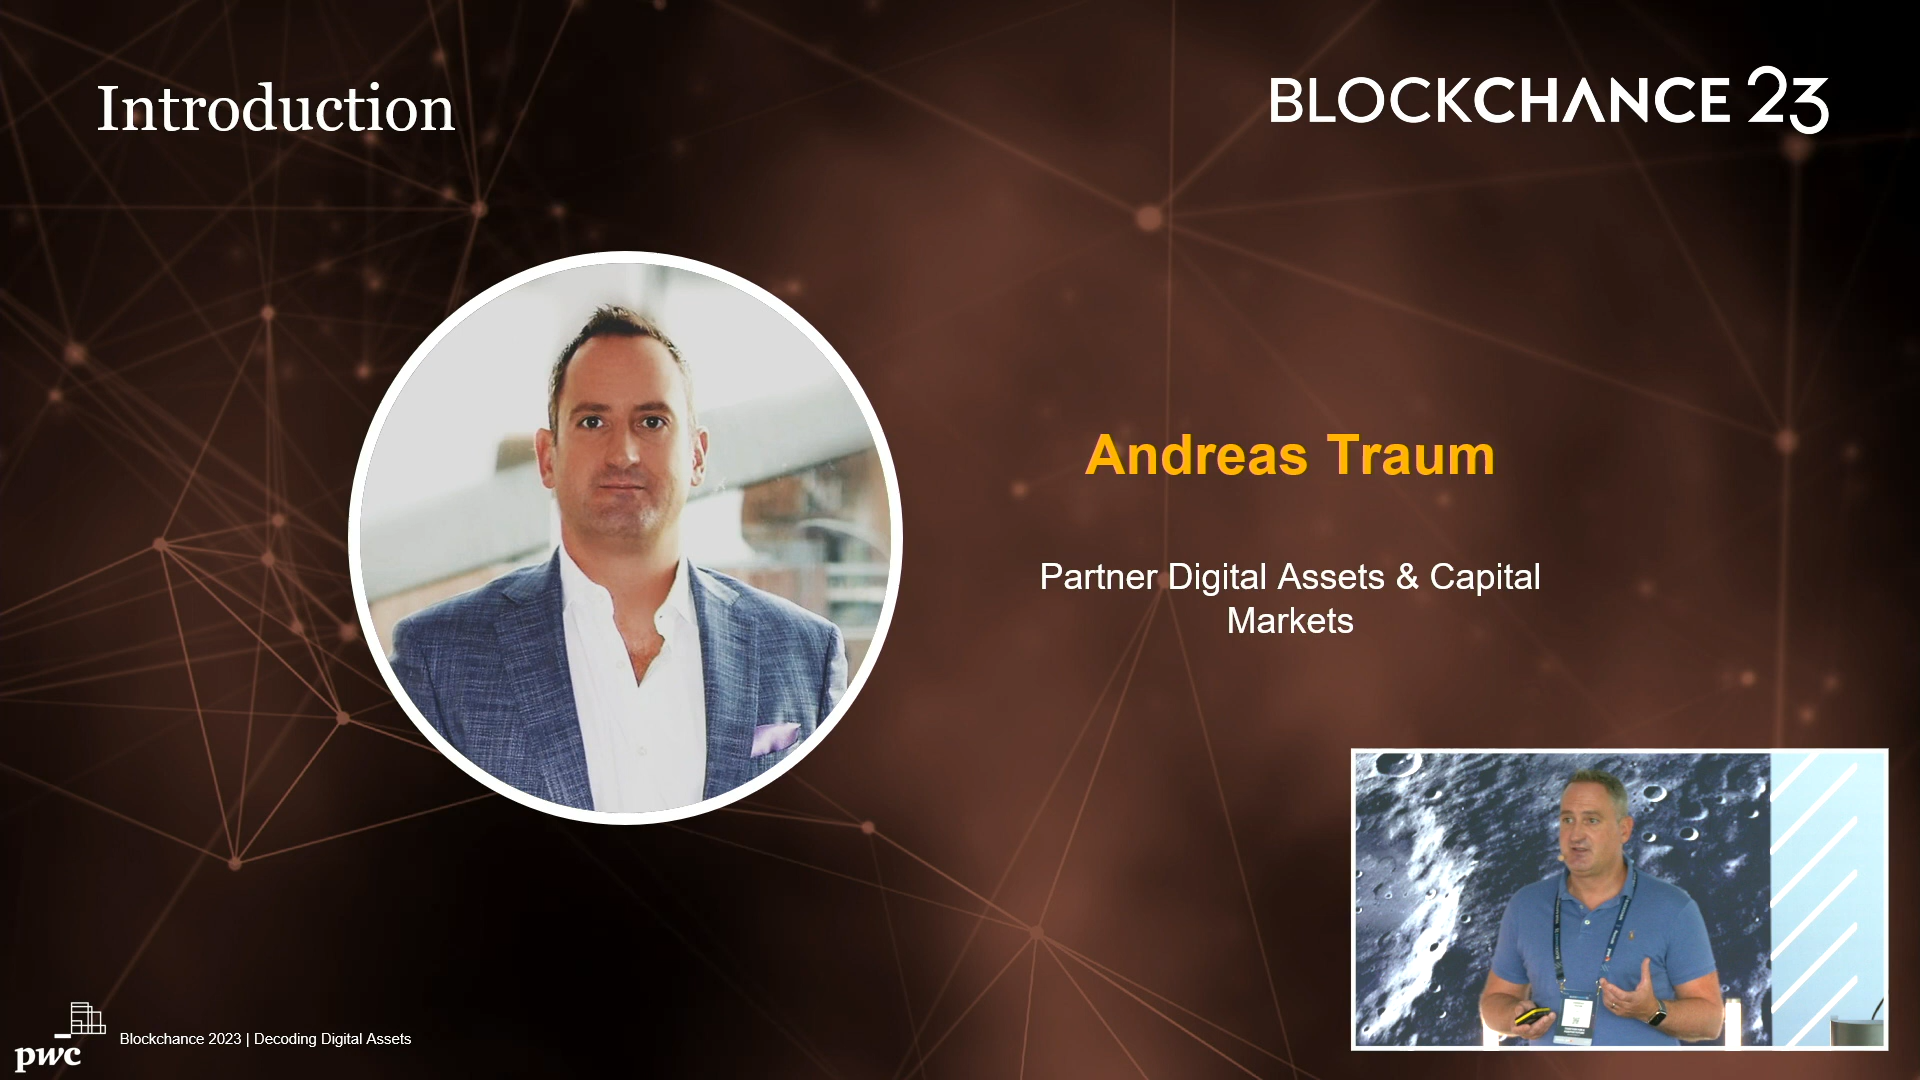 Introduction
BLOCKCHANCE 23
Andreas Traum
Partner Digital Assets & Capital
Markets
pwc
Blockchance 2023 | Decoding Digital Assets